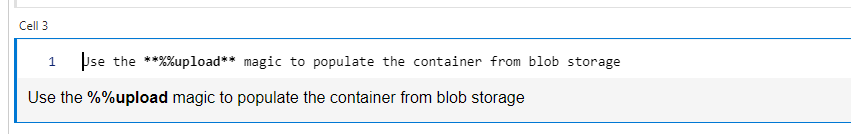 Cell 3
1 Use the **%%upload** magic to populate the container from blob storage
Use the %%upload magic to populate the container from blob storage